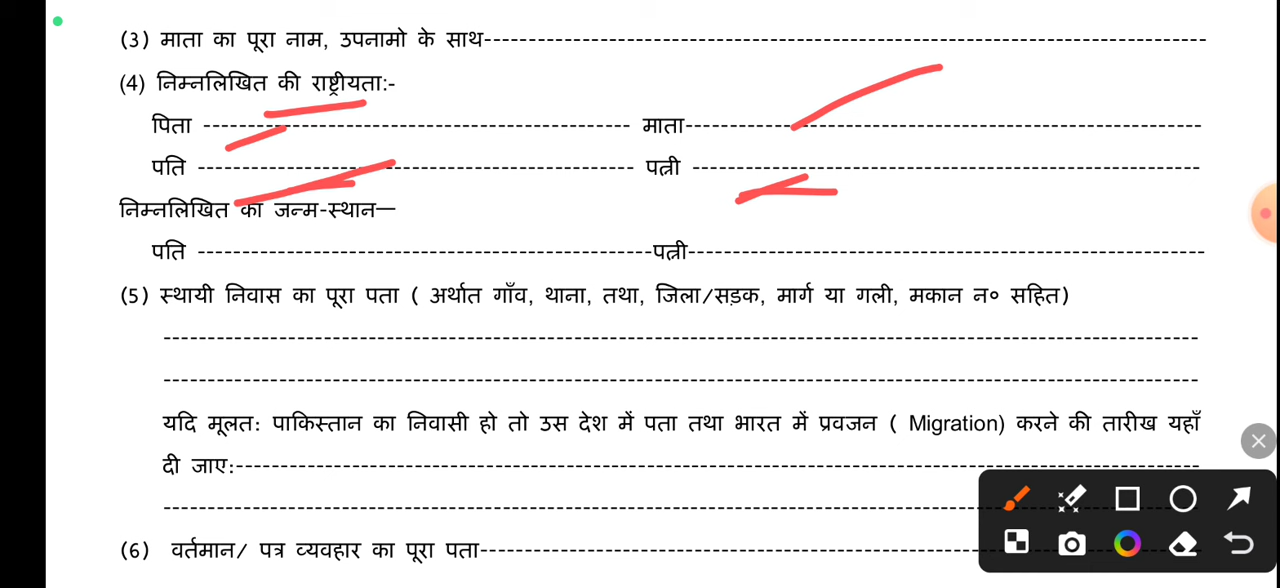 (3) माता का पूरा नाम, उपनामो के साथ--------------------------------
(4) निम्नलिखित की राष्ट्रीयता:-
पिता -------------------------------- माता--------------------------------
पति -------------------------------- पत्नी --------------------------------
निम्नलिखित का जन्म-स्थान—
पति --------------------------------पत्नी--------------------------------
(5) स्थायी निवास का पूरा पता ( अर्थात गाँव, थाना, तथा, जिला/सड़क, मार्ग या गली, मकान न० सहित)
--------------------------------
--------------------------------
यदि मूलत: पाकिस्तान का निवासी हो तो उस देश में पता तथा भारत में प्रवजन ( Migration) करने की तारीख यहाँ
दी जाए:--------------------------------
--------------------------------
(6) वर्तमान/ पत्र व्यवहार का पूरा पता--------------------------------